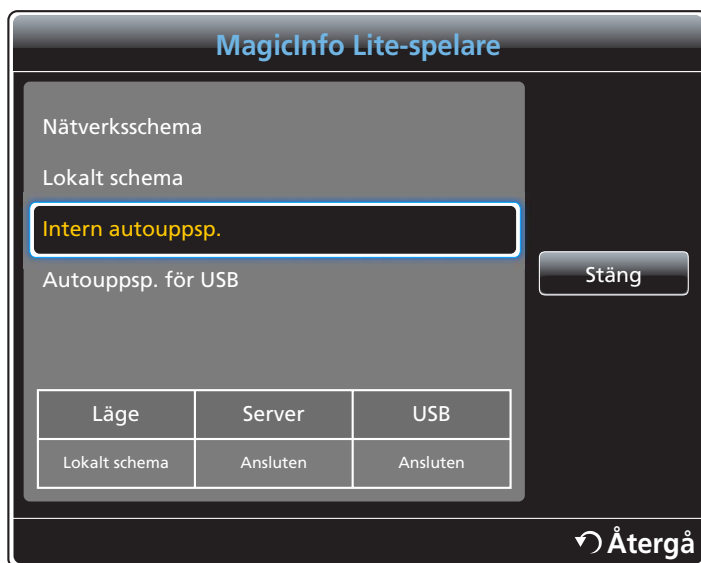 MagicInfo Lite-spelare
Nätverksschema
Lokalt schema
Intern autouppsp.
Autouppsp. för USB
Stäng
Läge Server USB
Lokalt schema Ansluten Ansluten
Återgå